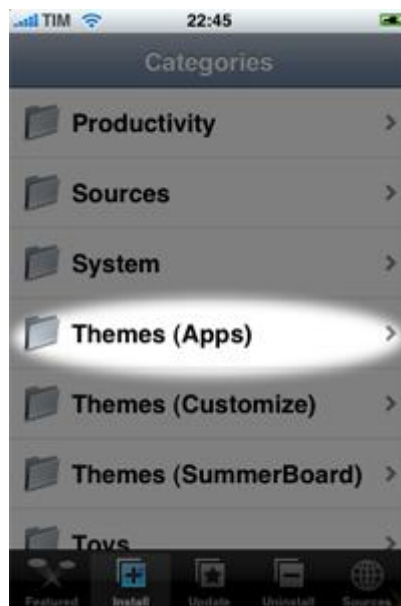 TIM 22:45
Categories
Productivity
Sources
System
Themes (Apps)
Themes (Customize)
Themes (SummerBoard)
Toys
Featured Install Update Uninstall Sources